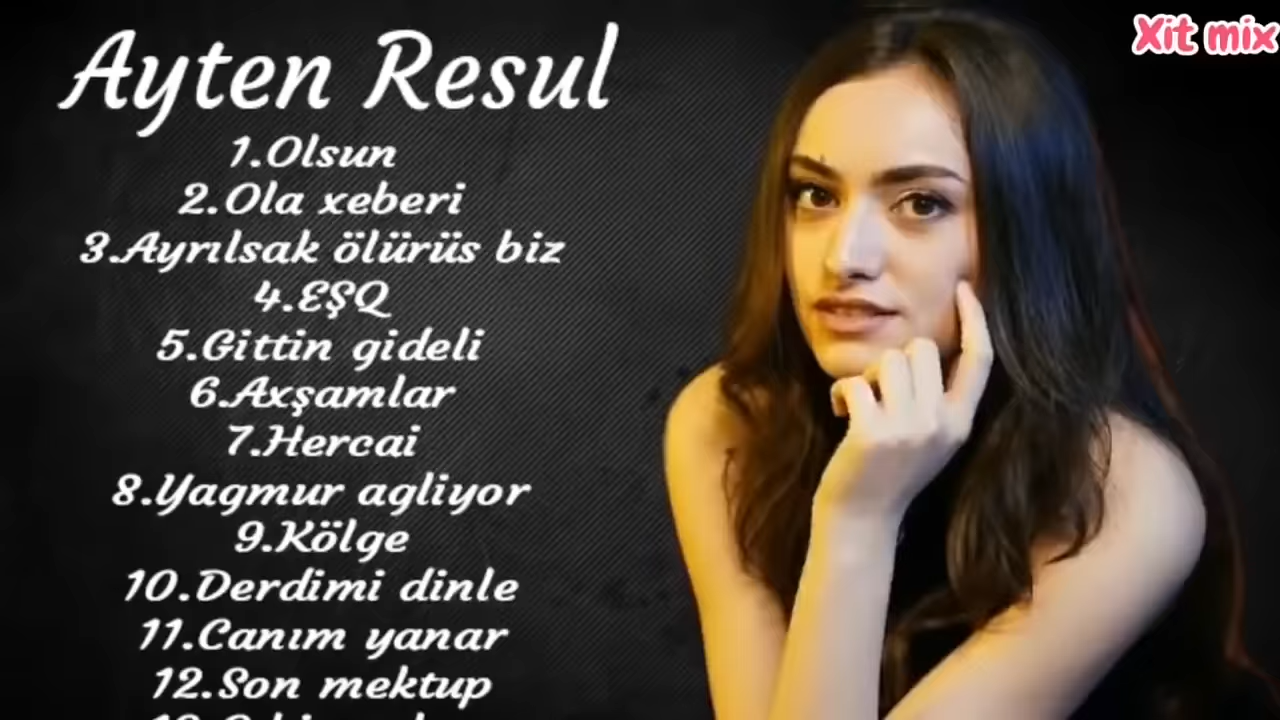 Ayten Resul
Xit mix
1.Olsun
2.Ola xeberi
3.Ayrılsak ölürüs biz
4.EŞQ
5.Gittin gideli
6.Axşamlar
7.Hercai
8.Yagmur agliyor
9.Kölge
10.Derdimi dinle
11.Canım yanar
12.Son mektup